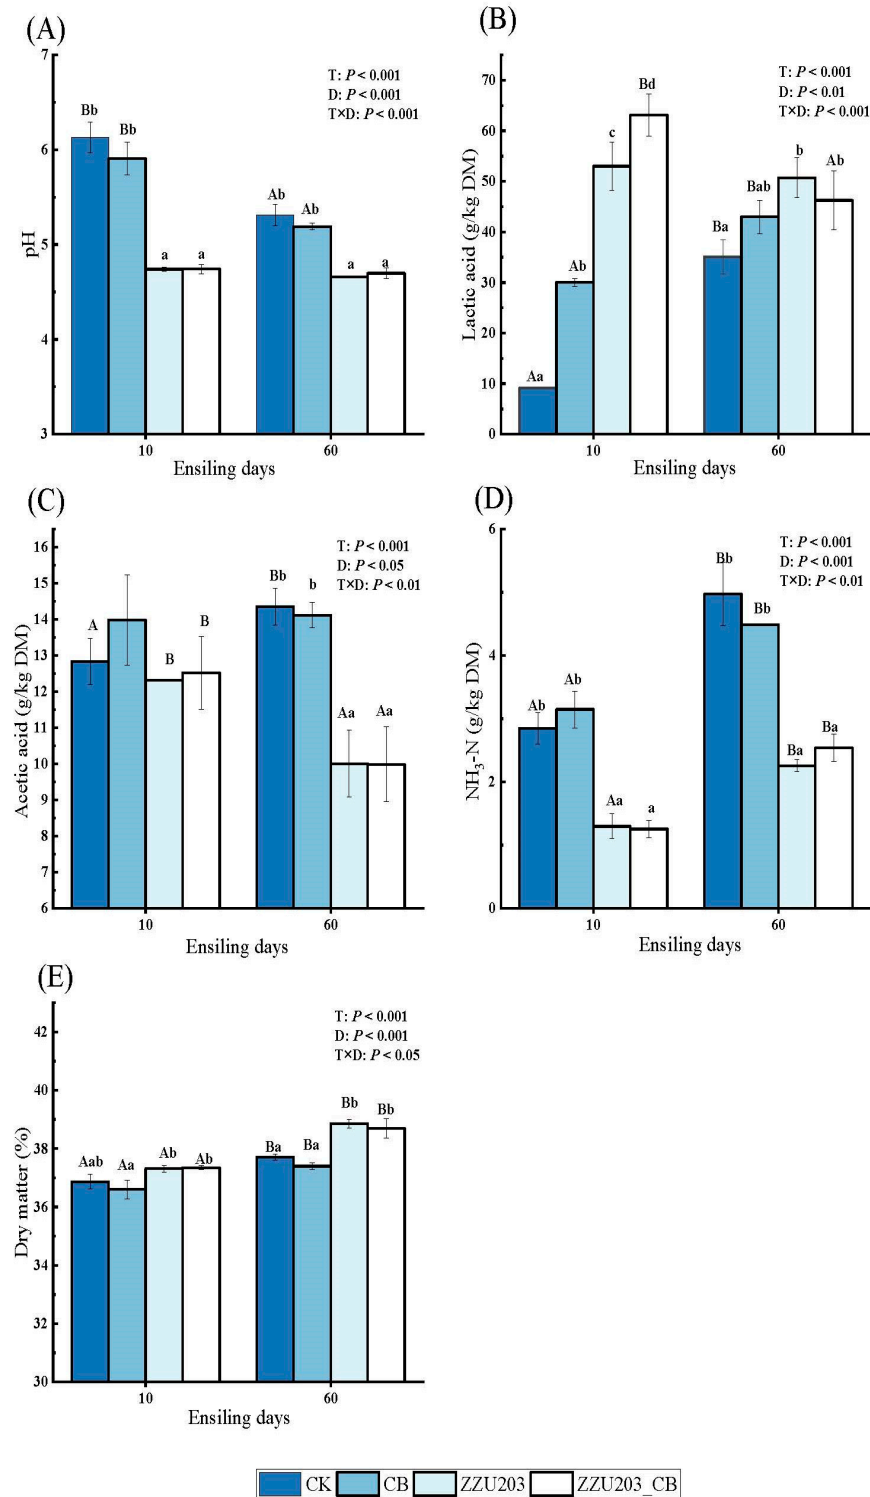 (A)
7
6
5
4
3
pH
T: P < 0.001
D: P < 0.001
T×D: P < 0.001
Bb
Bb
a
a
Ab
Ab
a
a
10
60
Ensiling days
(B)
70
60
50
40
30
20
10
0
Lactic acid (g/kg DM)
T: P < 0.001
D: P < 0.01
T×D: P < 0.001
Aa
Ab
c
Bd
Ba
Bab
b
Ab
10
60
Ensiling days
(C)
16
15
14
13
12
11
10
9
8
7
6
Acetic acid (g/kg DM)
T: P < 0.001
D: P < 0.05
T×D: P < 0.01
A
B
B
Bb
b
Aa
Aa
10
60
Ensiling days
(D)
6
4
2
0
NH₃-N (g/kg DM)
T: P < 0.001
D: P < 0.001
T×D: P < 0.01
Ab
Ab
Aa
a
Bb
Bb
Ba
Ba
10
60
Ensiling days
(E)
42
40
38
36
34
32
30
Dry matter (%)
T: P < 0.001
D: P < 0.001
T×D: P < 0.05
Aab
Aa
Ab
Ab
Ba
Ba
Bb
Bb
10
60
Ensiling days
CK CB ZZU203 ZZU203_CB